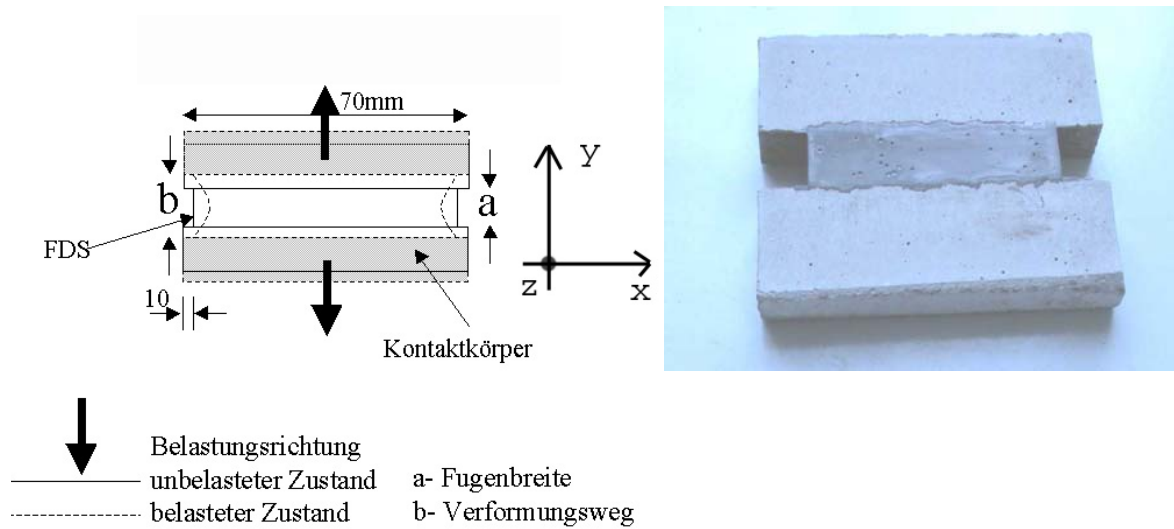 70mm
b
a
y
FDS
z
x
10
Kontaktkörper
Belastungsrichtung
unbelasteter Zustand
a- Fugenbreite
belasteter Zustand
b- Verformungsweg